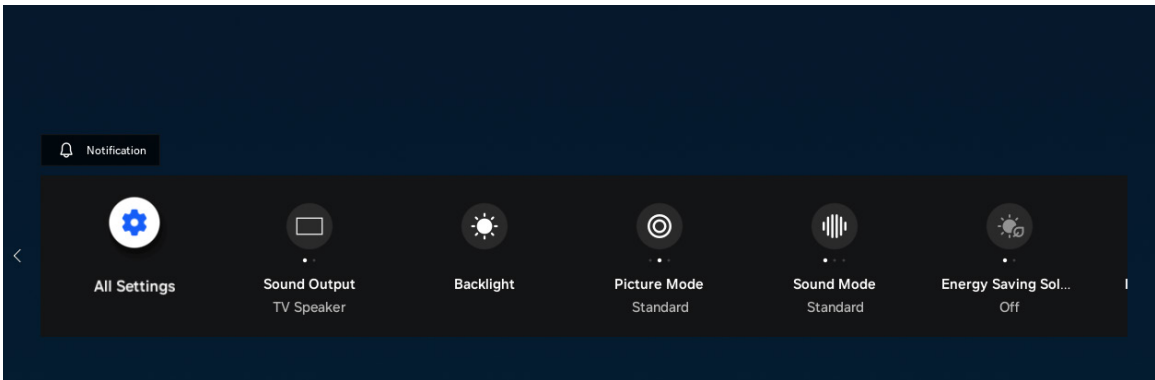 Notification
All Settings
Sound Output
TV Speaker
Backlight
Picture Mode
Standard
Sound Mode
Standard
Energy Saving Sol...
Off